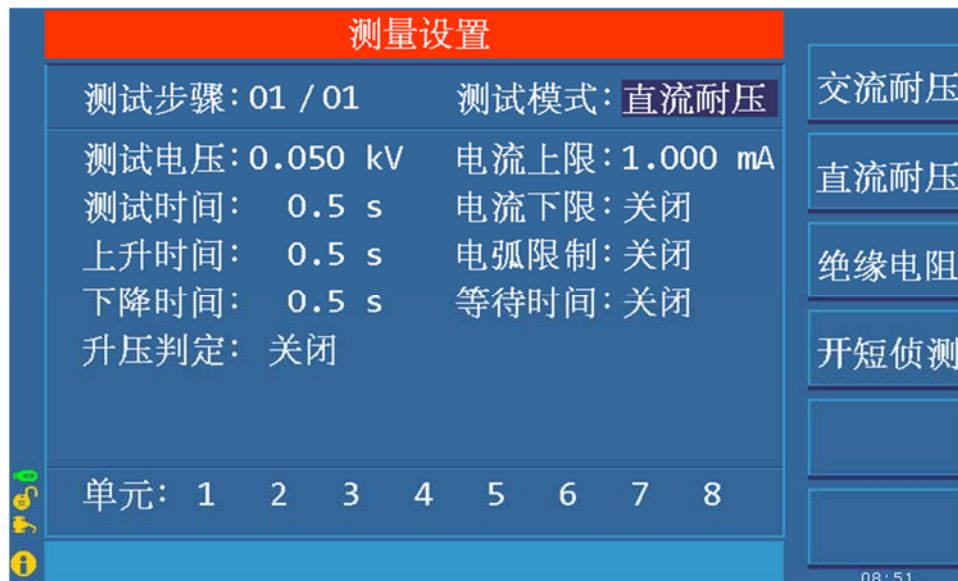 测量设置
测试步骤：01 / 01 测试模式：直流耐压
测试电压：0.050 kV 电流上限：1.000 mA
测试时间： 0.5 s 电流下限：关闭
上升时间： 0.5 s 电弧限制：关闭
下降时间： 0.5 s 等待时间：关闭
升压判定： 关闭
单元： 1 2 3 4 5 6 7 8
交流耐压
直流耐压
绝缘电阻
开短侦测
08:51